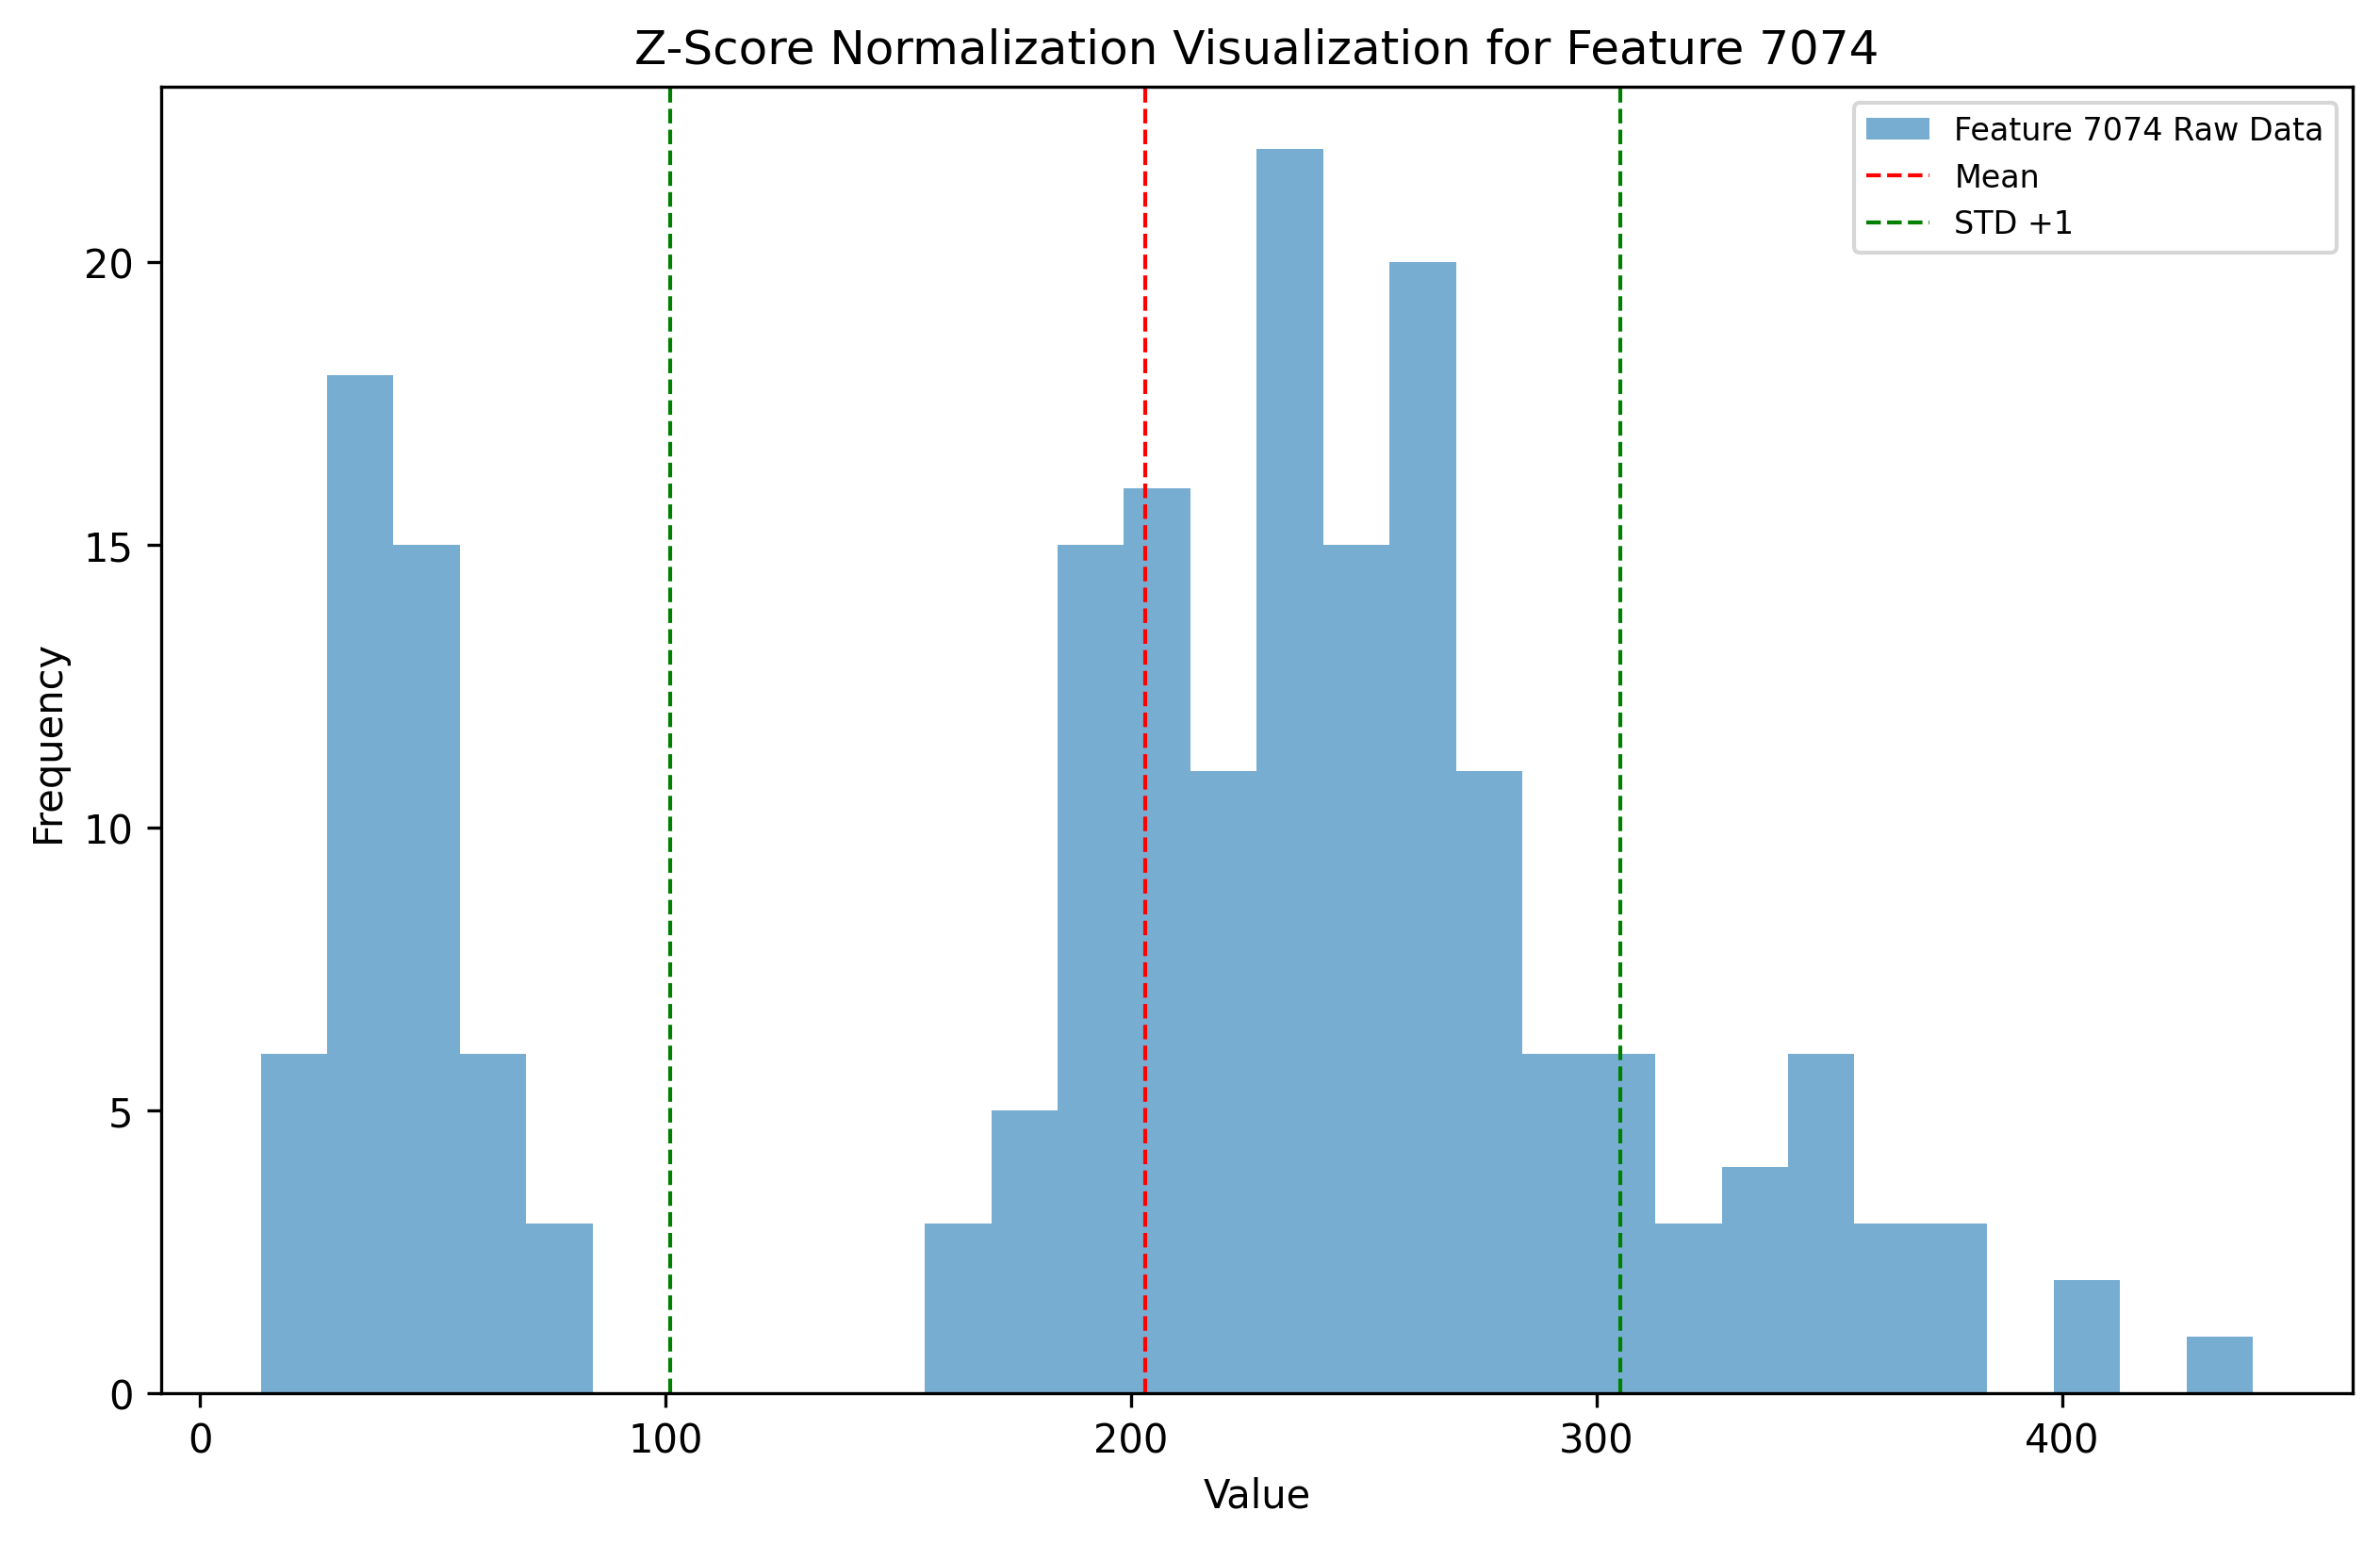 Z-Score Normalization Visualization for Feature 7074
Feature 7074 Raw Data
Mean
STD +1
20
15
10
5
0
Frequency
0 100 200 300 400
Value